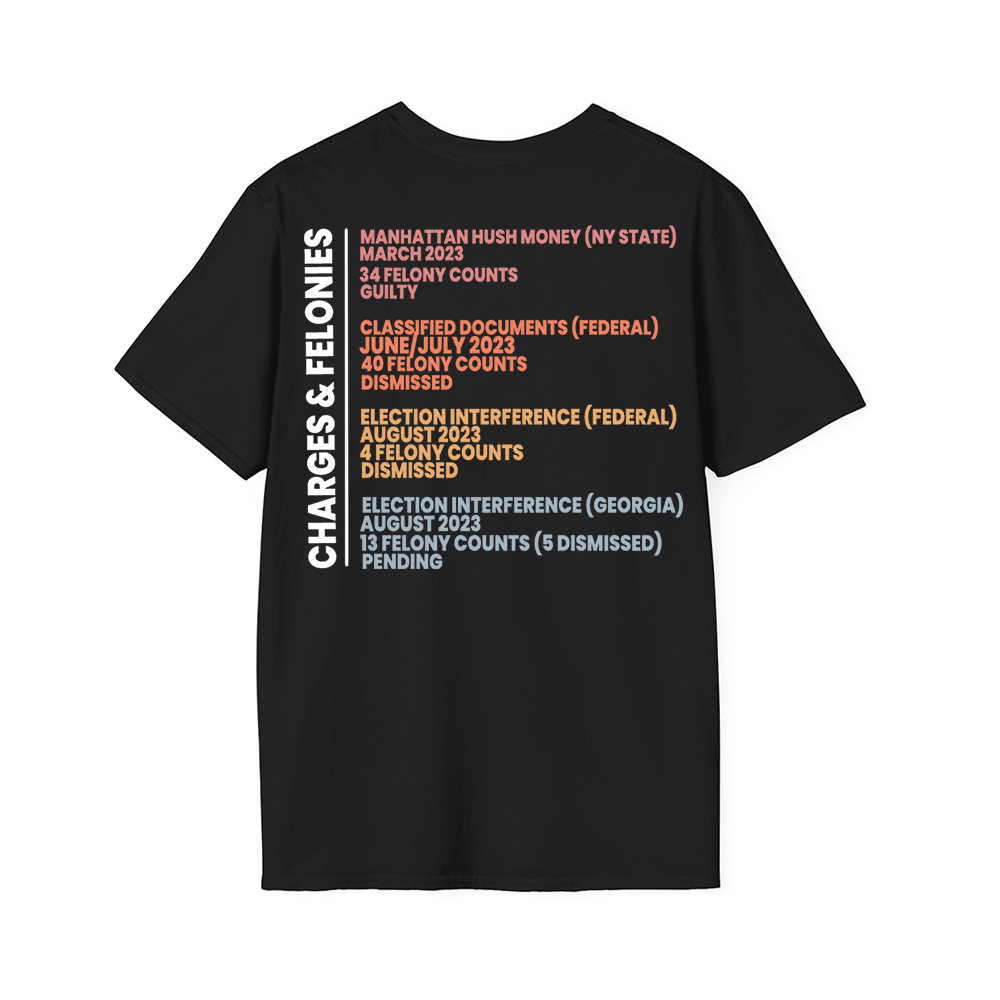 CHARGES & FELONIES
MANHATTAN HUSH MONEY (NY STATE)
MARCH 2023
34 FELONY COUNTS
GUILTY
CLASSIFIED DOCUMENTS (FEDERAL)
JUNE/JULY 2023
40 FELONY COUNTS
DISMISSED
ELECTION INTERFERENCE (FEDERAL)
AUGUST 2023
4 FELONY COUNTS
DISMISSED
ELECTION INTERFERENCE (GEORGIA)
AUGUST 2023
13 FELONY COUNTS (5 DISMISSED)
PENDING